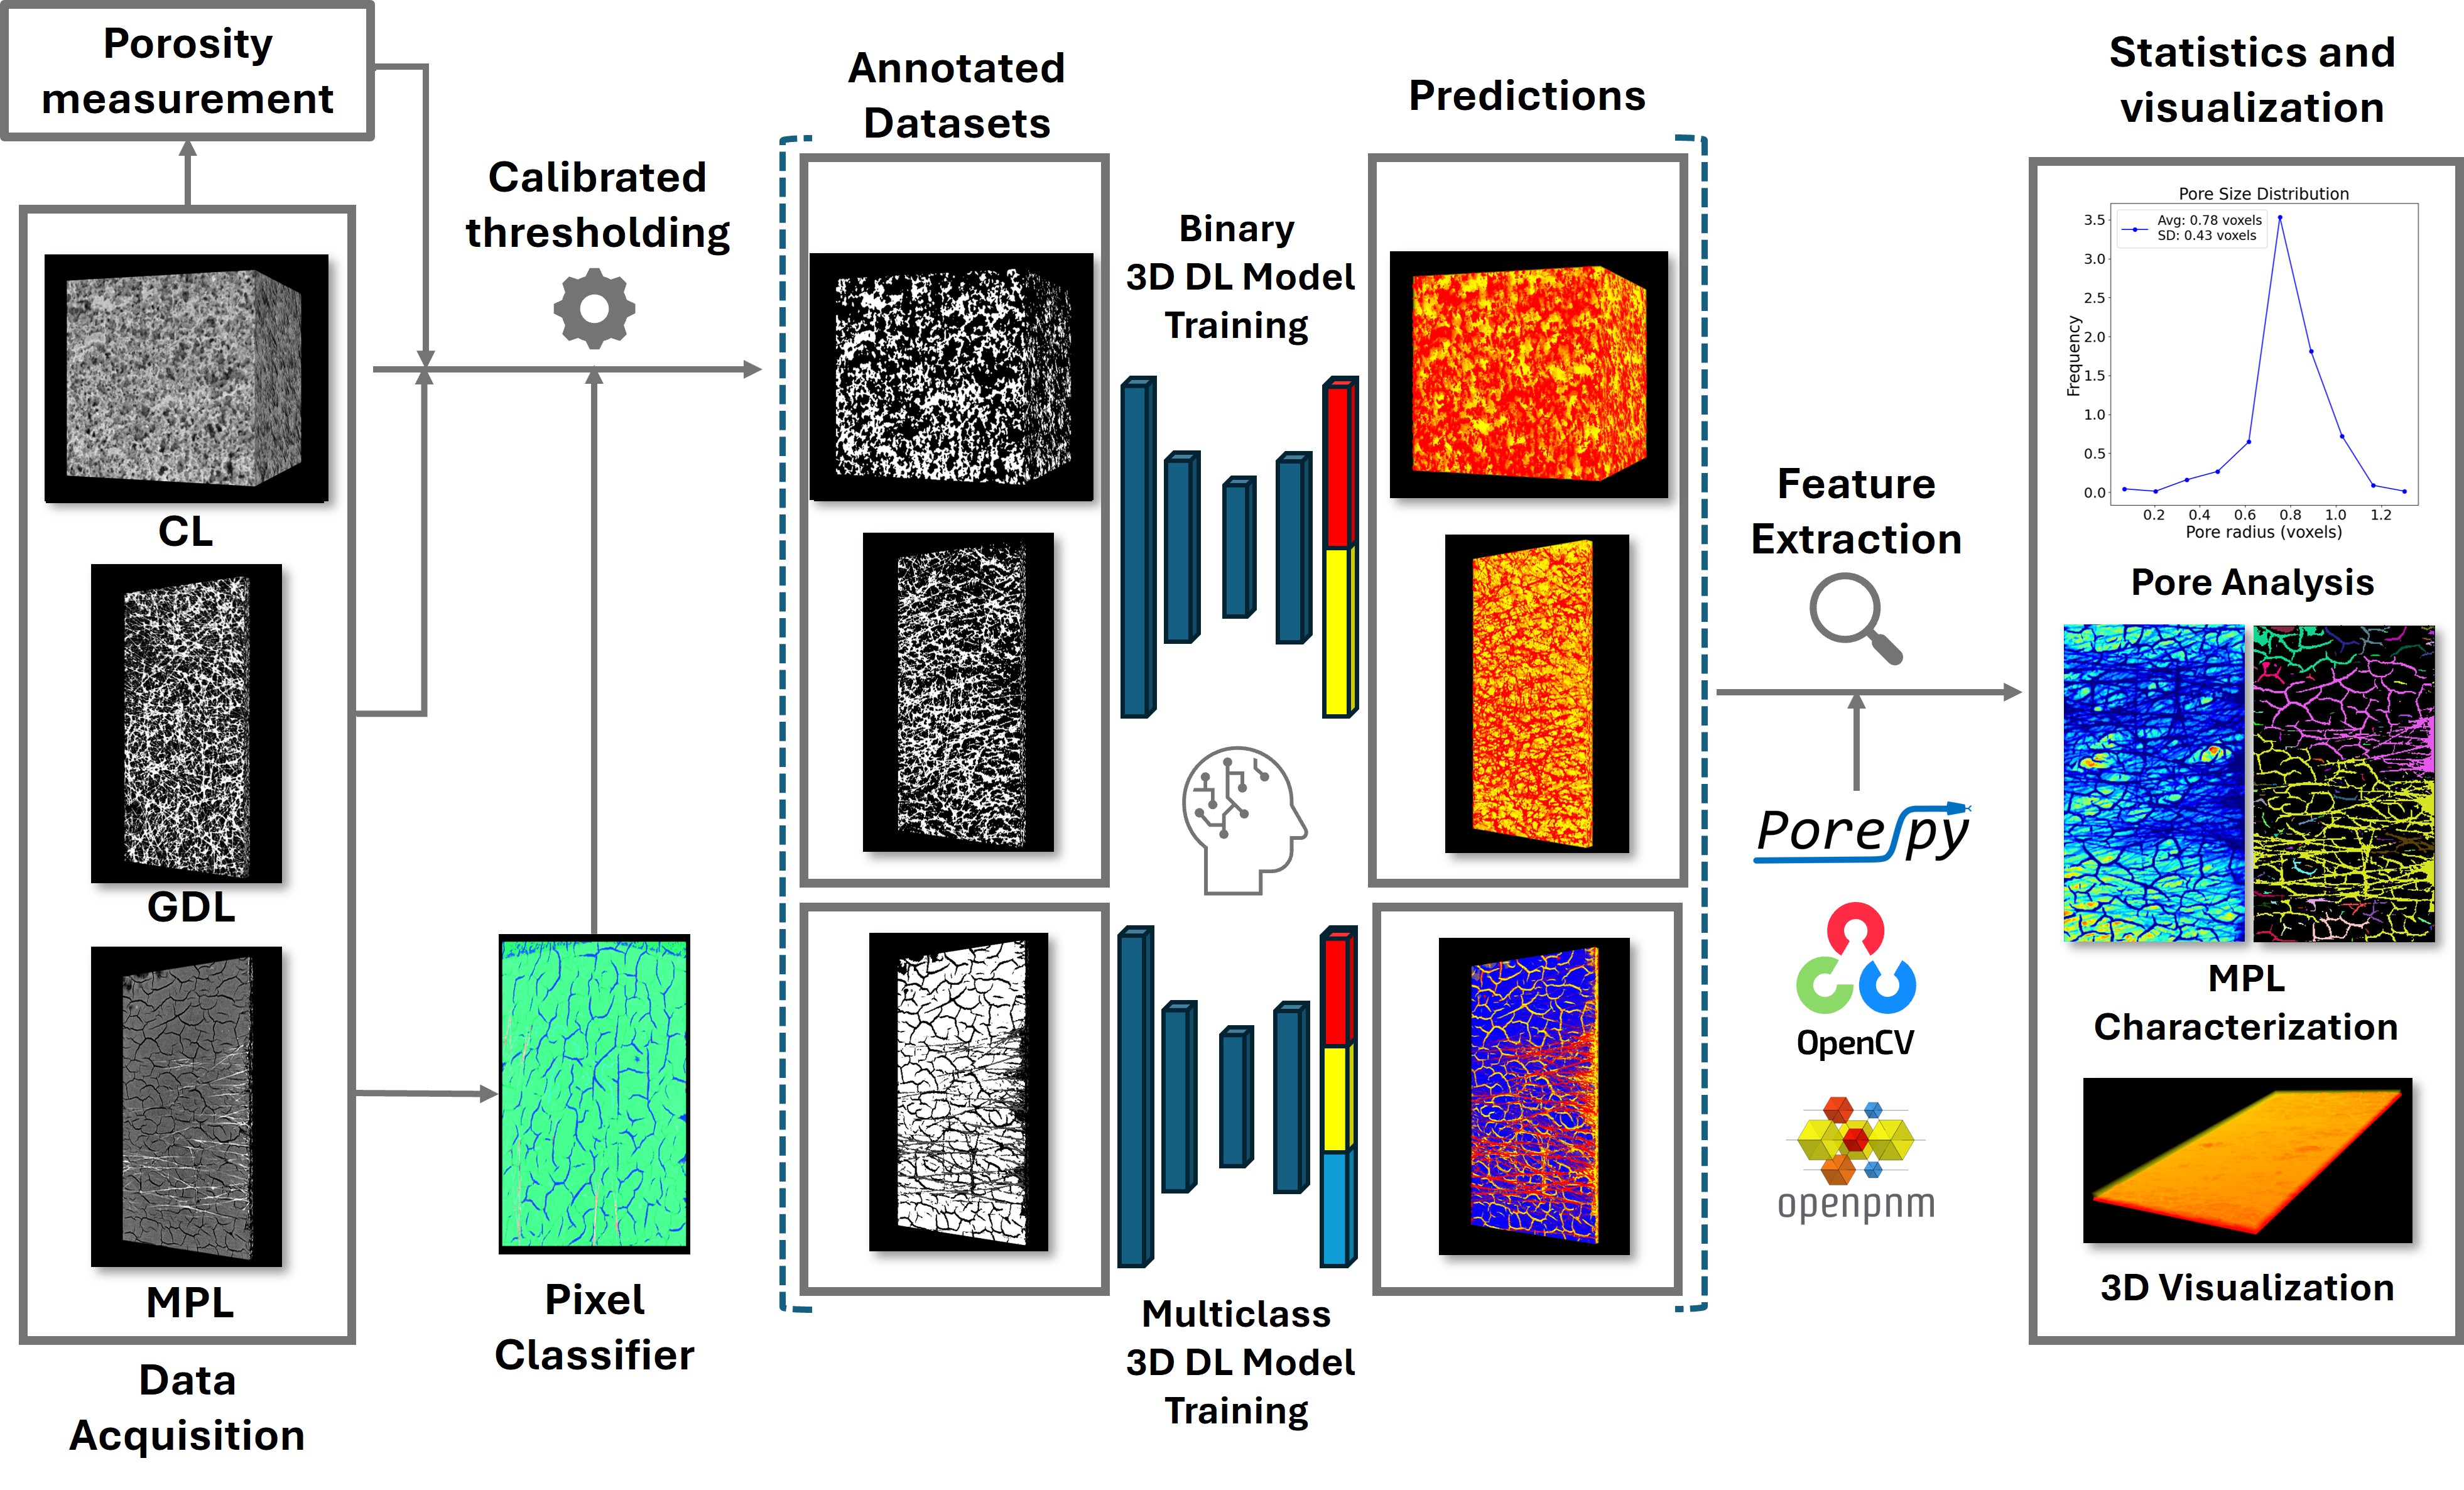 Porosity
measurement
CL
GDL
MPL
Data
Acquisition
Calibrated
thresholding
Pixel
Classifier
Annotated
Datasets
Binary
3D DL Model
Training
Multiclass
3D DL Model
Training
Predictions
Feature
Extraction
Porepy
OpenCV
openpnm
Statistics and
visualization
Pore Size Distribution
Avg: 0.78 voxels
SD: 0.43 voxels
Frequency
3.5
3.0
2.5
2.0
1.5
1.0
0.5
0.0
0.2 0.4 0.6 0.8 1.0 1.2
Pore radius (voxels)
Pore Analysis
MPL
Characterization
3D Visualization